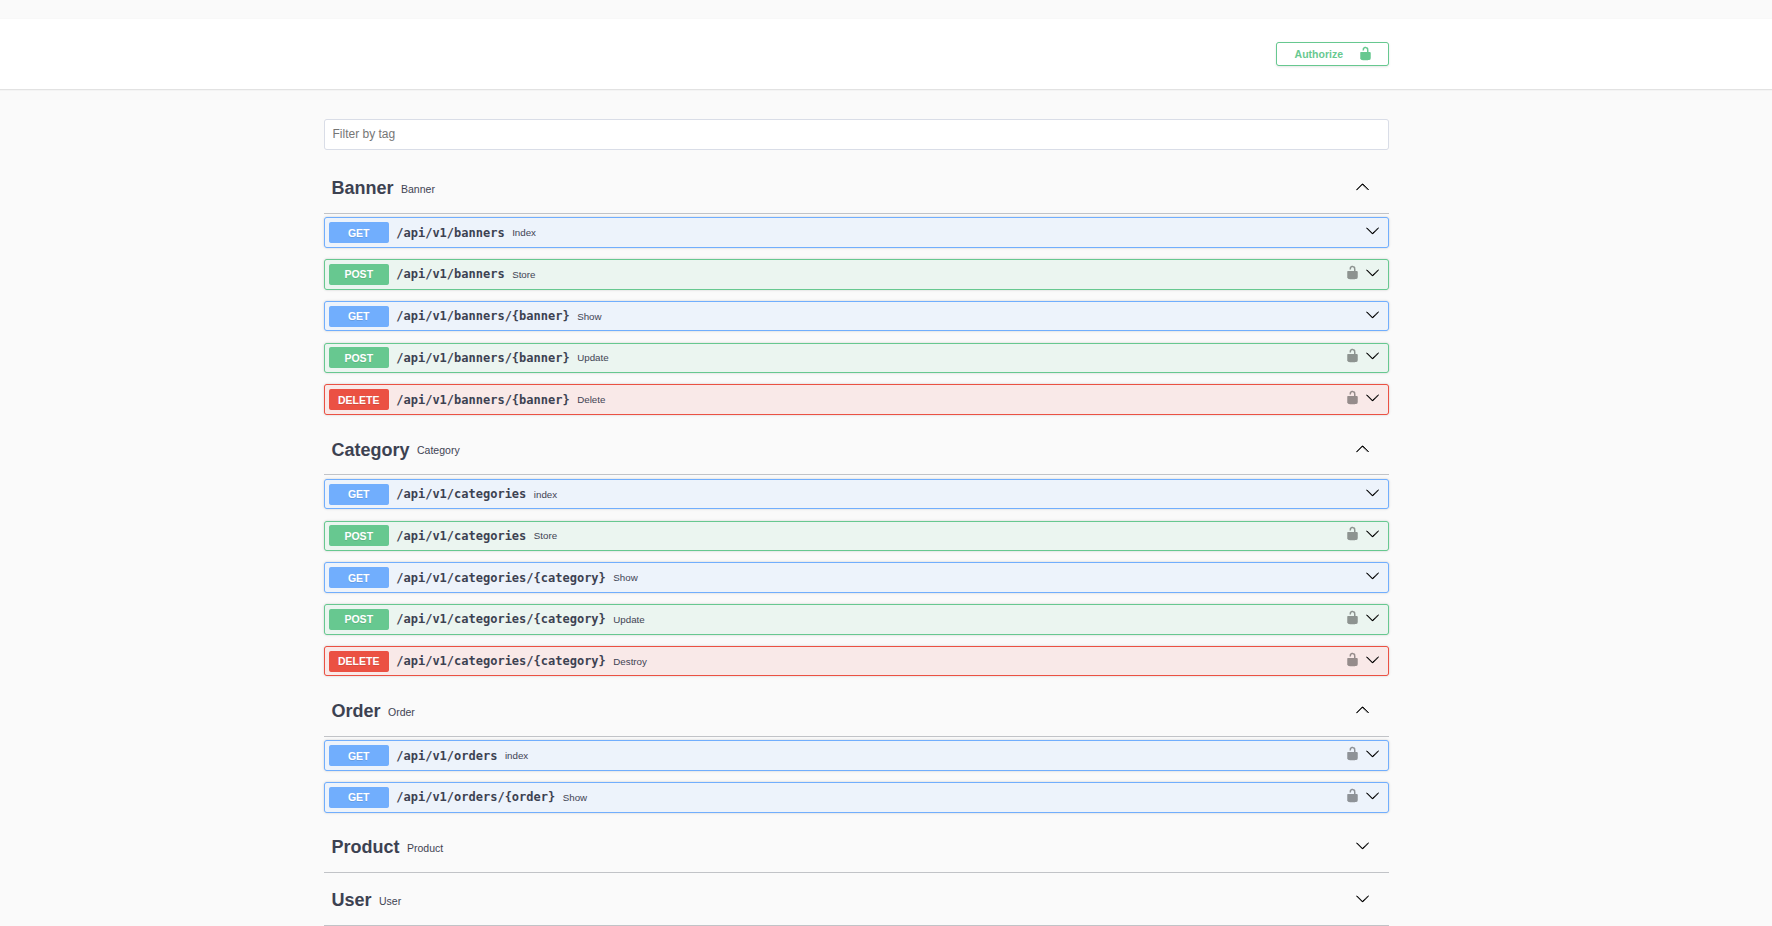 Authorize
Filter by tag
Banner Banner
GET /api/v1/banners Index
POST /api/v1/banners Store
GET /api/v1/banners/{banner} Show
POST /api/v1/banners/{banner} Update
DELETE /api/v1/banners/{banner} Delete
Category Category
GET /api/v1/categories index
POST /api/v1/categories Store
GET /api/v1/categories/{category} Show
POST /api/v1/categories/{category} Update
DELETE /api/v1/categories/{category} Destroy
Order Order
GET /api/v1/orders index
GET /api/v1/orders/{order} Show
Product Product
User User